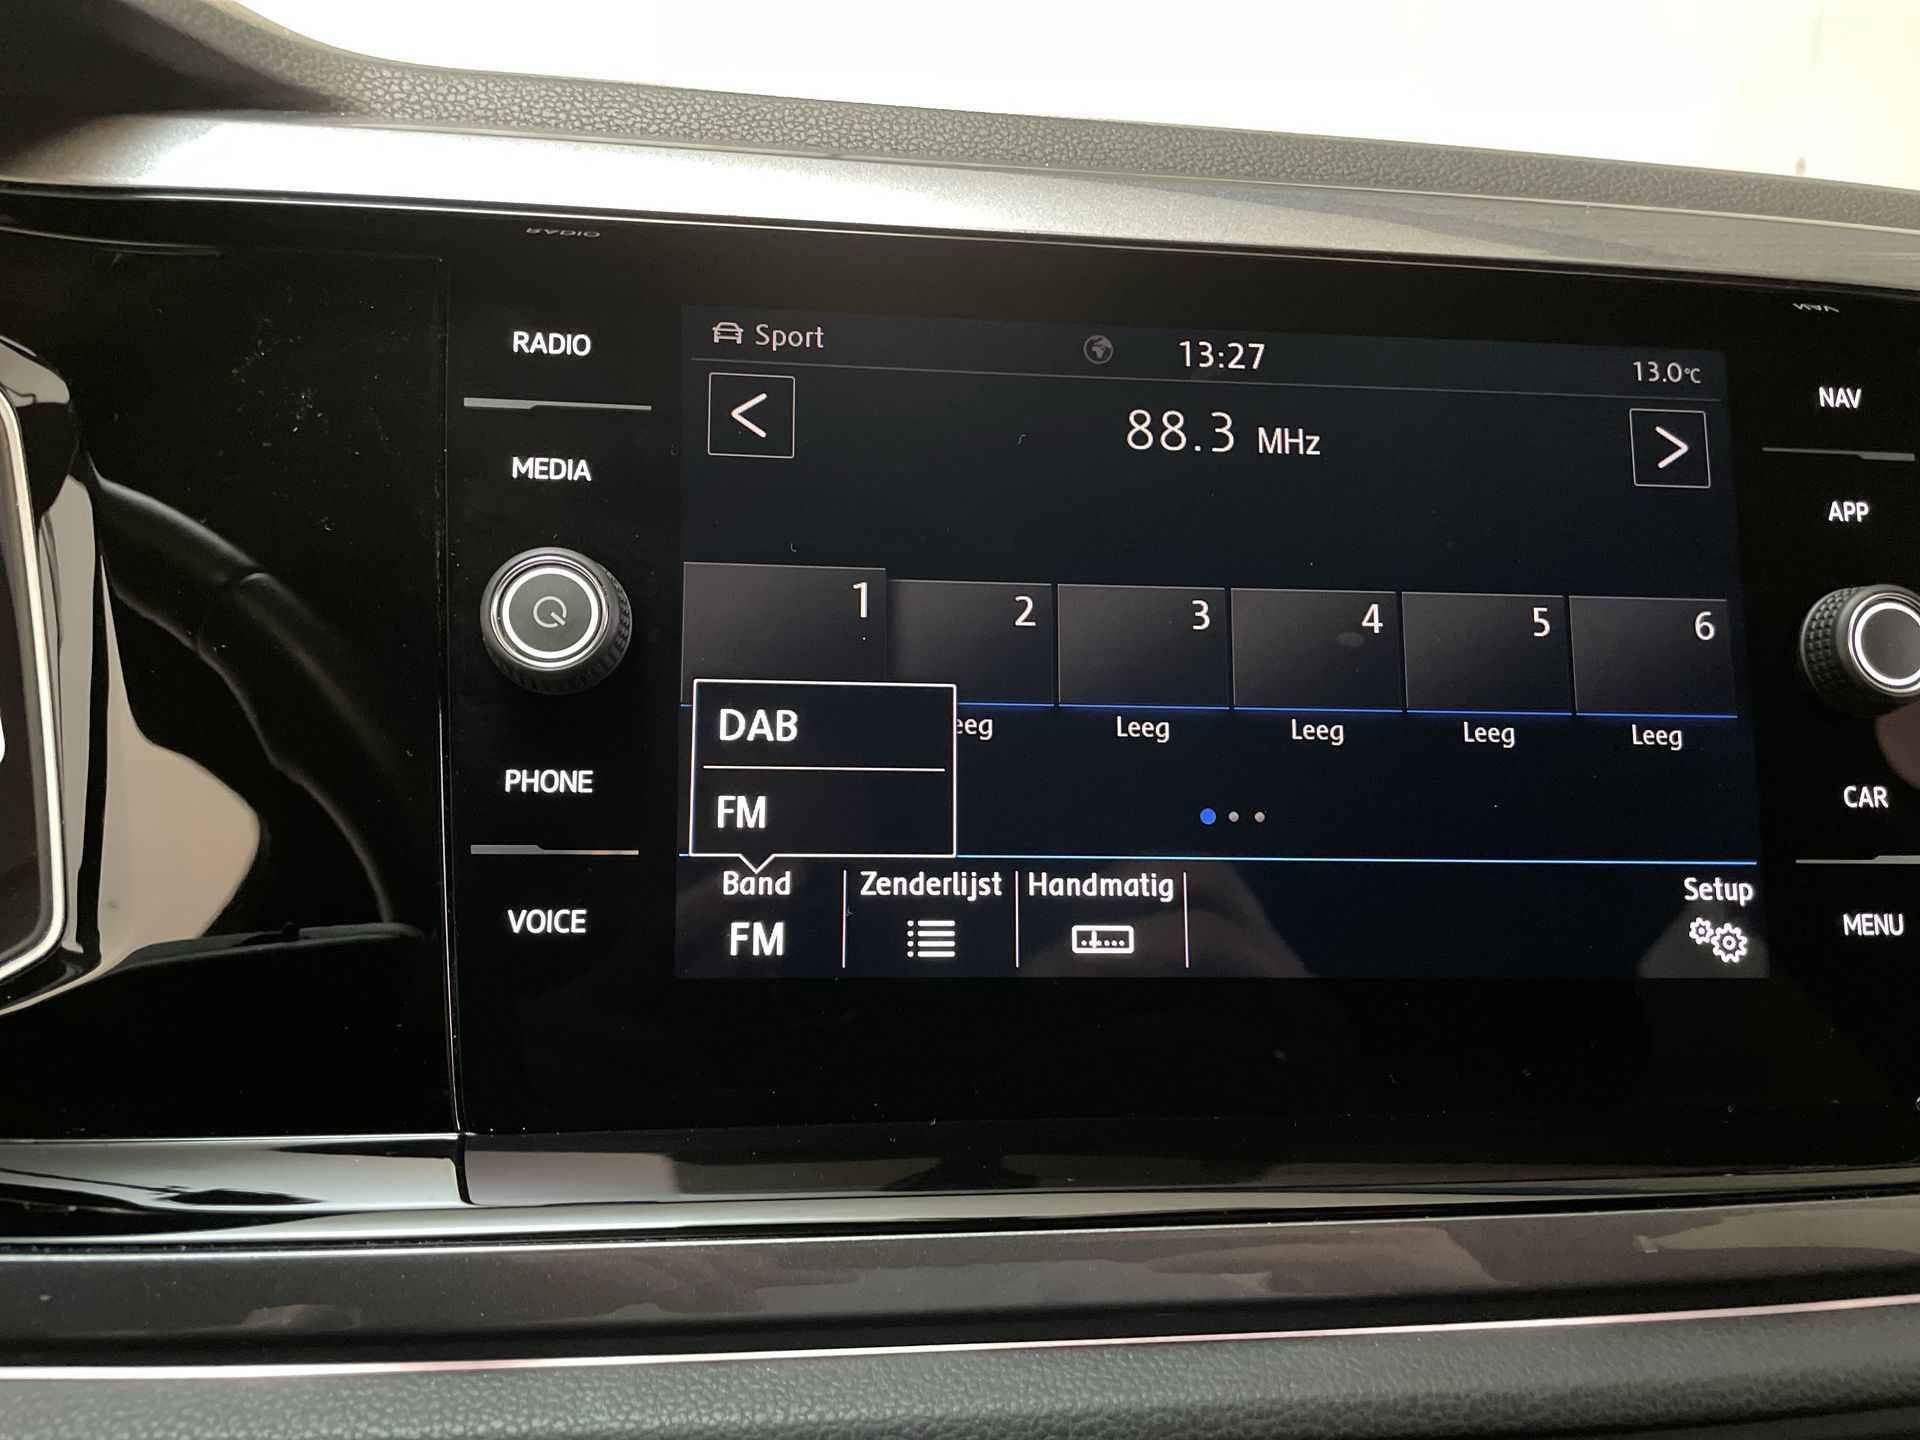 RADIO
MEDIA
PHONE
VOICE
Sport
13:27
13.0°C
<
88.3 MHz
>
1
2
3
4
5
6
eeg
Leeg
Leeg
Leeg
Leeg
DAB
FM
Band
FM
Zenderlijst
Handmatig
Setup
NAV
APP
CAR
MENU